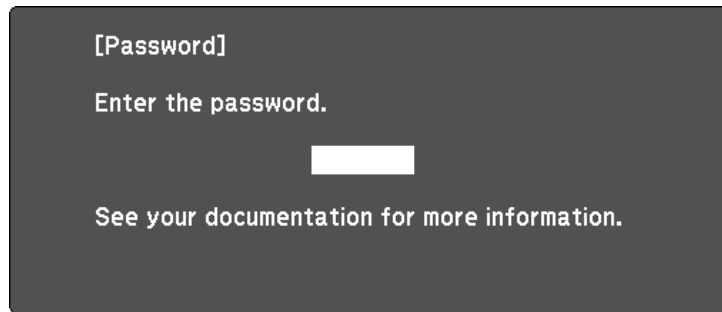 [Password]
Enter the password.
See your documentation for more information.